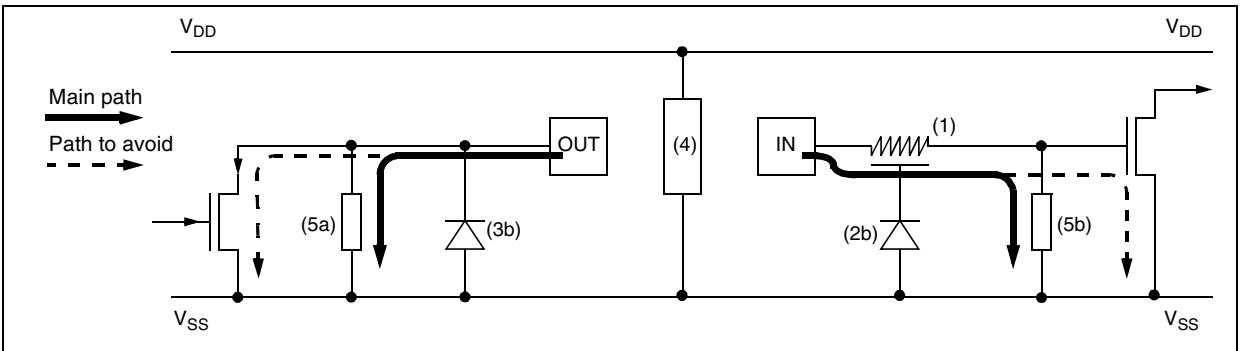 VDD
VDD
Main path
Path to avoid
OUT
(4)
IN
(1)
(5a)
(3b)
(2b)
(5b)
VSS
VSS